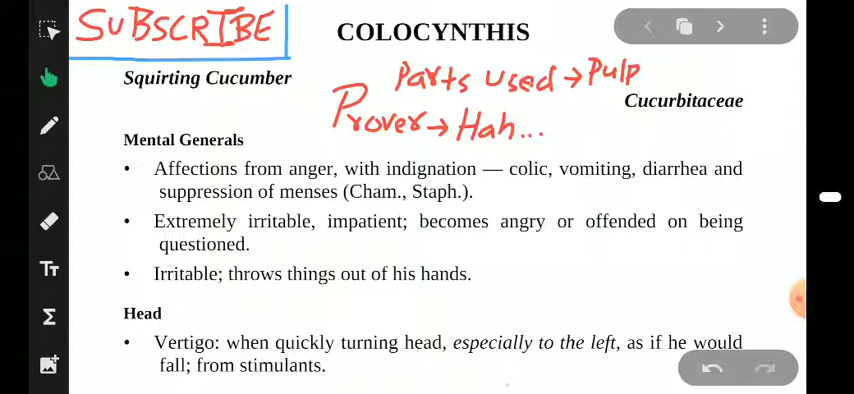 SUBSCRIBE
COLOCYNTHIS
Squirting Cucumber
Parts used → Pulp
Cucurbitaceae
Prover → Hah...
Mental Generals
• Affections from anger, with indignation — colic, vomiting, diarrhea and
suppression of menses (Cham., Staph.).
• Extremely irritable, impatient; becomes angry or offended on being
questioned.
• Irritable; throws things out of his hands.
Head
• Vertigo: when quickly turning head, especially to the left, as if he would
fall; from stimulants.